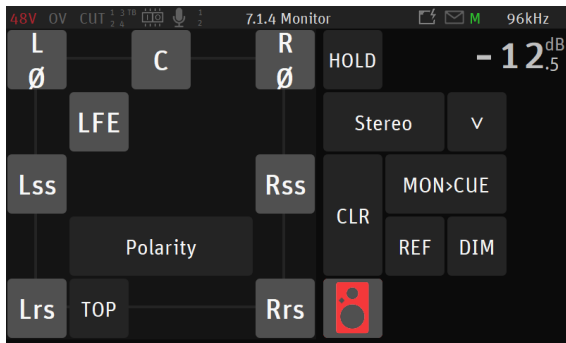 48V OV CUT 1 3 TB 2 4 1 2 7.1.4 Monitor M 96kHz
L Ø C R Ø HOLD -12.5 dB
LFE Stereo V
Lss Rss CLR MON>CUE
Polarity REF DIM
Lrs TOP Rrs